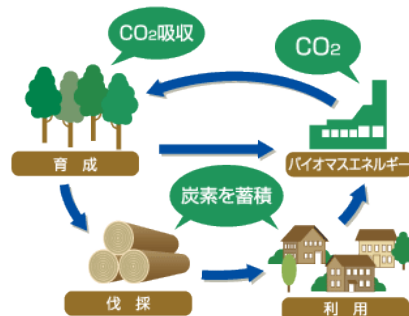 CO₂吸収
CO₂
育成
バイオマスエネルギー
炭素を蓄積
伐採
利用